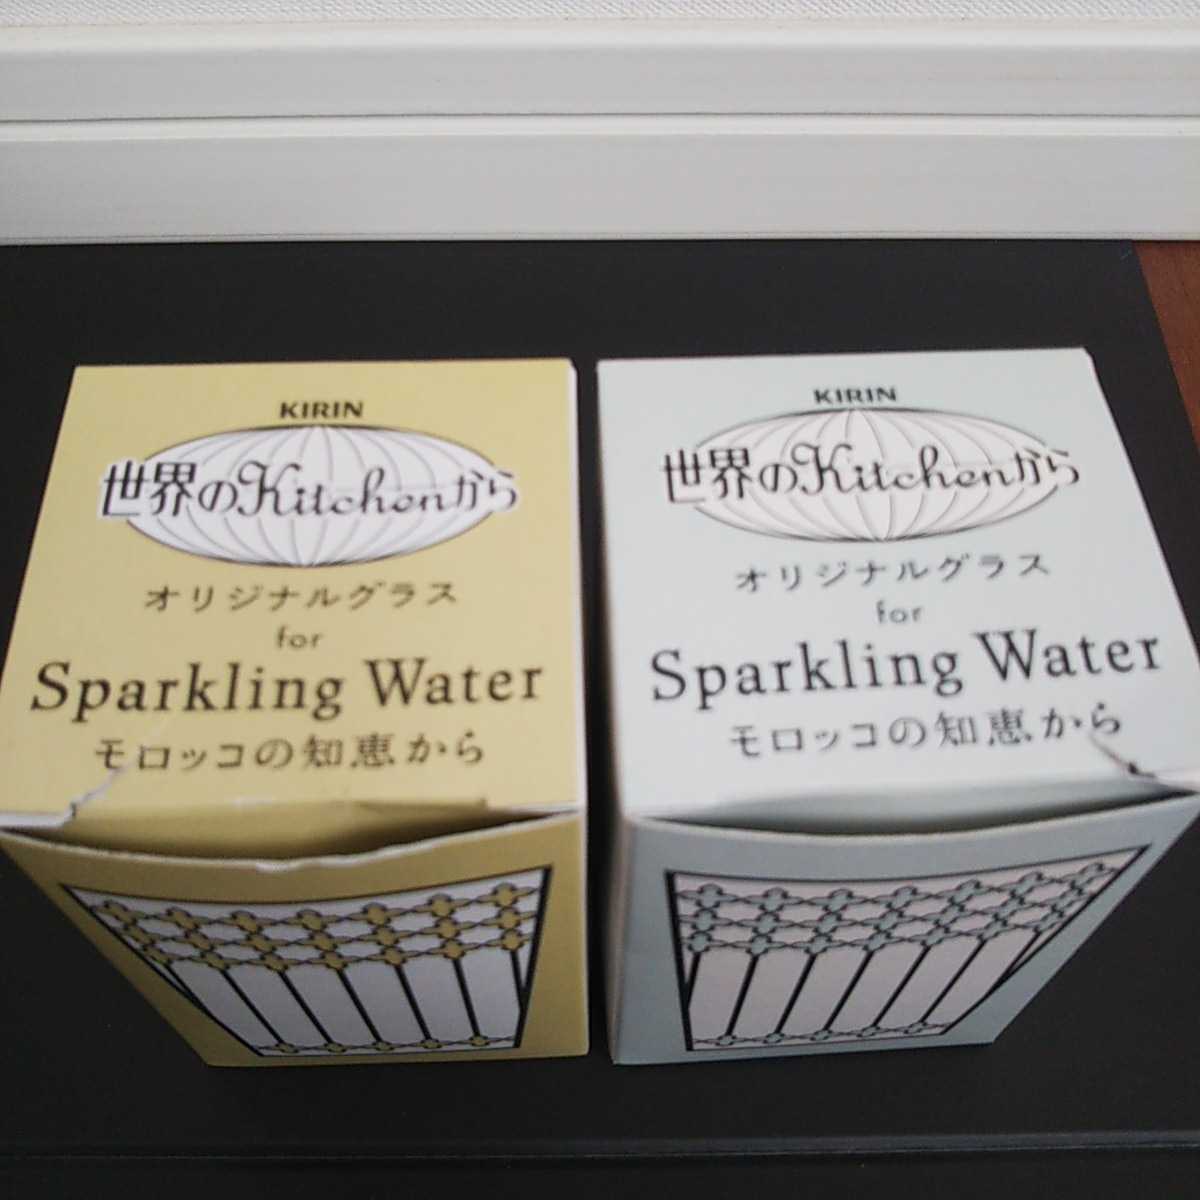 KIRIN
世界のKitchenから
オリジナルグラス
for
Sparkling Water
モロッコの知恵から
KIRIN
世界のKitchenから
オリジナルグラス
for
Sparkling Water
モロッコの知恵から